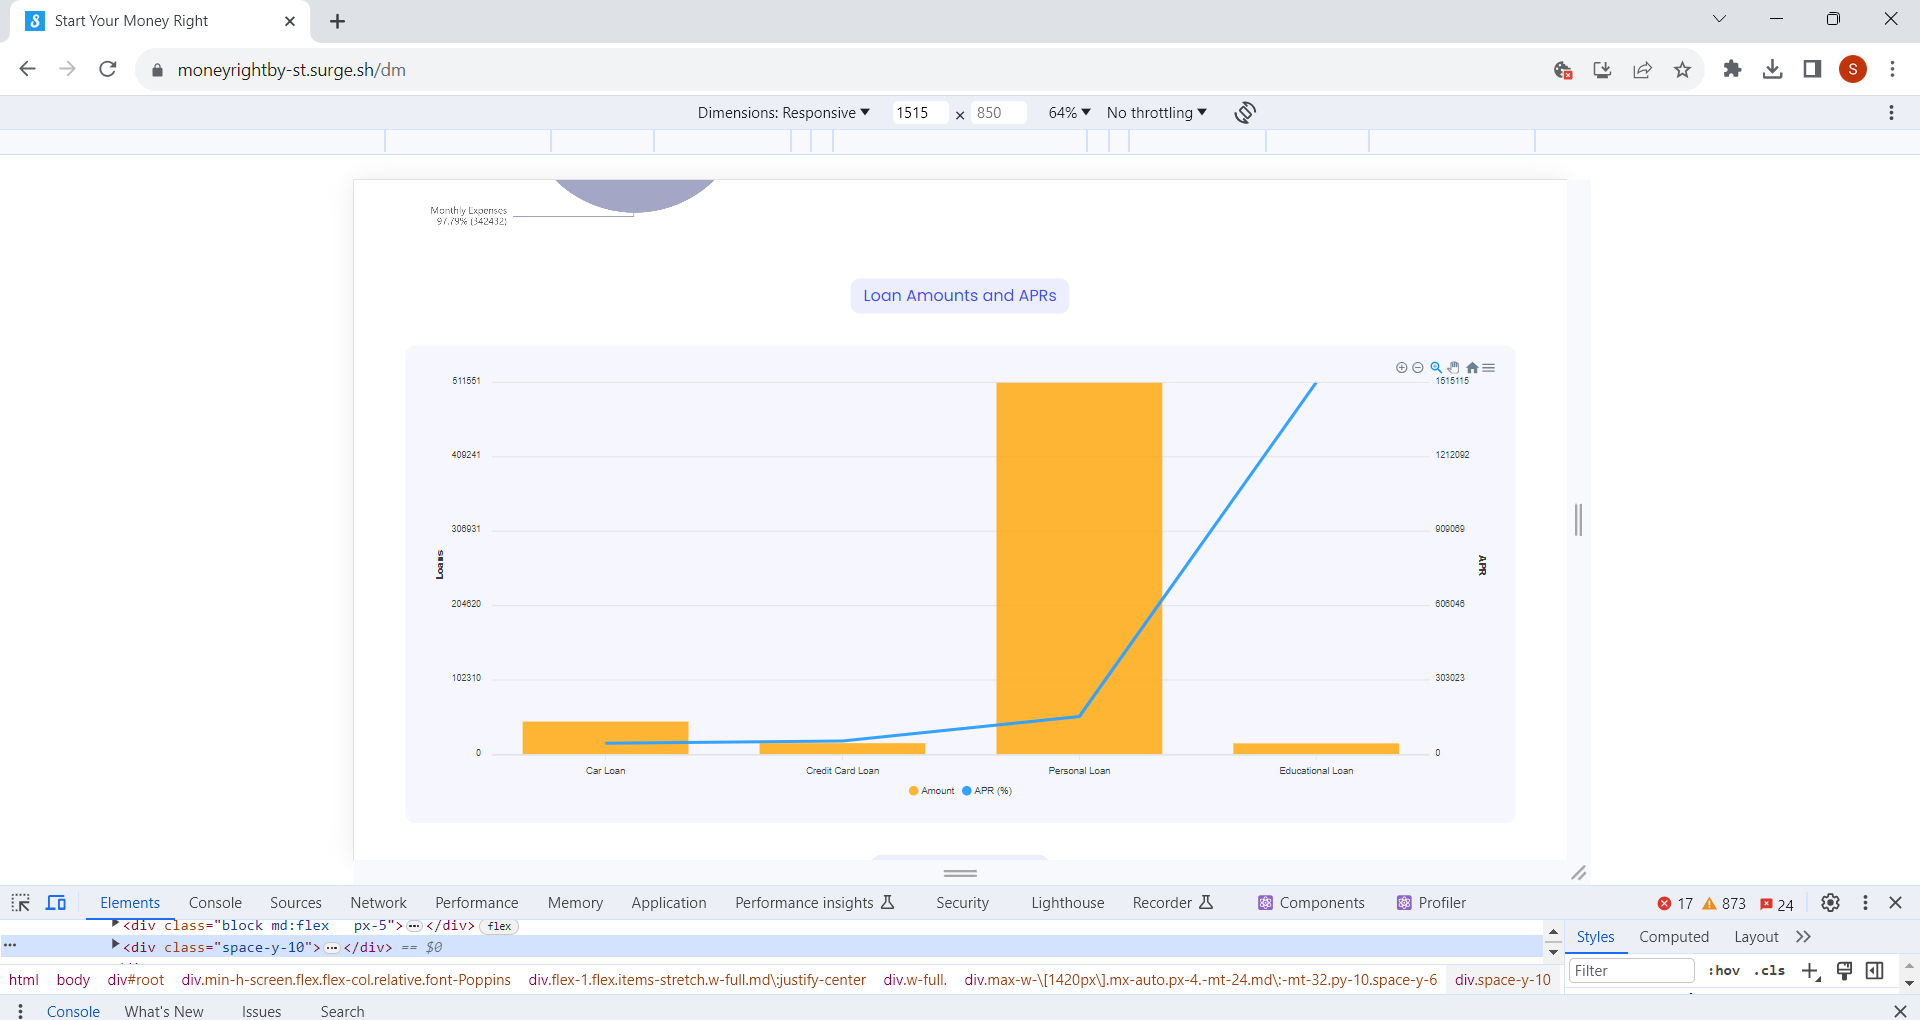 Start Your Money Right
moneyrightby-st.surge.sh/dm
S
Dimensions: Responsive 1515 × 850 64% No throttling
Monthly Expenses
97.79% (342432)
Loan Amounts and APRs
511551 1515115
409241 1212092
306931 909069
Loans APR
204620 606046
102310 303023
0 0
Car Loan Credit Card Loan Personal Loan Educational Loan
Amount APR (%)
Elements Console Sources Network Performance Memory Application Performance insights Security Lighthouse Recorder Components Profiler 17 873 24
<div class="block md:flex px-5"> ⋯ </div> flex
<div class="space-y-10"> ⋯ </div> == $0
Styles Computed Layout
Filter :hov .cls
html body div#root div.min-h-screen.flex.flex-col.relative.font-Poppins div.flex-1.flex.items-stretch.w-full.md\:justify-center div.w-full. div.max-w-\[1420px\].mx-auto.px-4.-mt-24.md\:-mt-32.py-10.space-y-6 div.space-y-10
Console What's New Issues Search